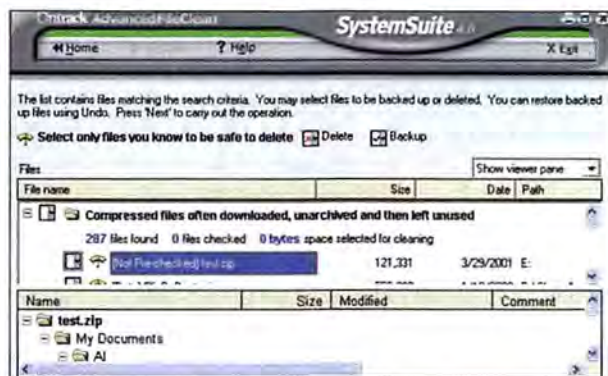 Ontrack Advanced FileClean
SystemSuite 4.0
Home ? Help X Exit
The list contains files matching the search criteria. You may select files to be backed up or deleted. You can restore backed
up files using Undo. Press 'Next' to carry out the operation.
Select only files you know to be safe to delete Delete Backup
Files Show viewer pane
File name Size Date Path
Compressed files often downloaded, unarchived and then left unused
287 files found 0 files checked 0 bytes space selected for cleaning
[Not Pre-checked] test.zip 121,331 3/29/2001 E:
Name Size Modified Comment
test.zip
My Documents
AI